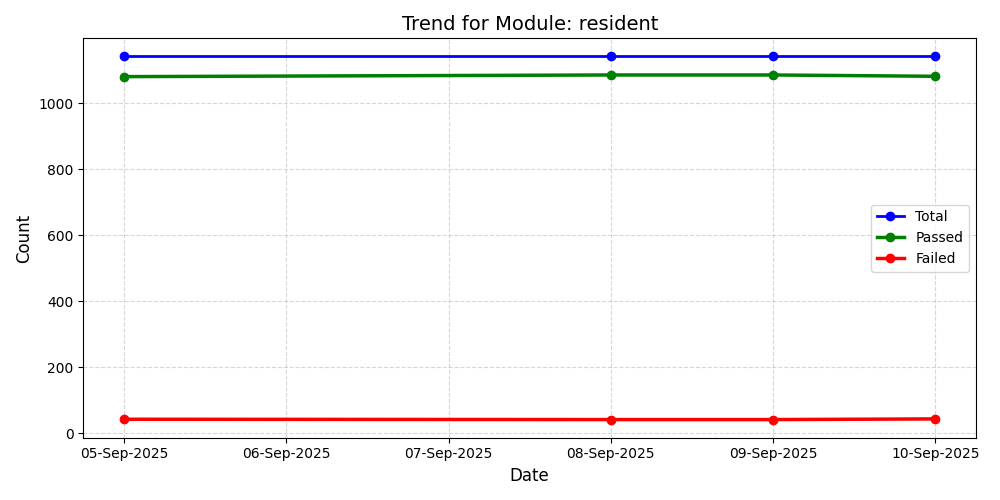 Trend for Module: resident
Count
1000
800
600
400
200
0
Total
Passed
Failed
05-Sep-2025 06-Sep-2025 07-Sep-2025 08-Sep-2025 09-Sep-2025 10-Sep-2025
Date